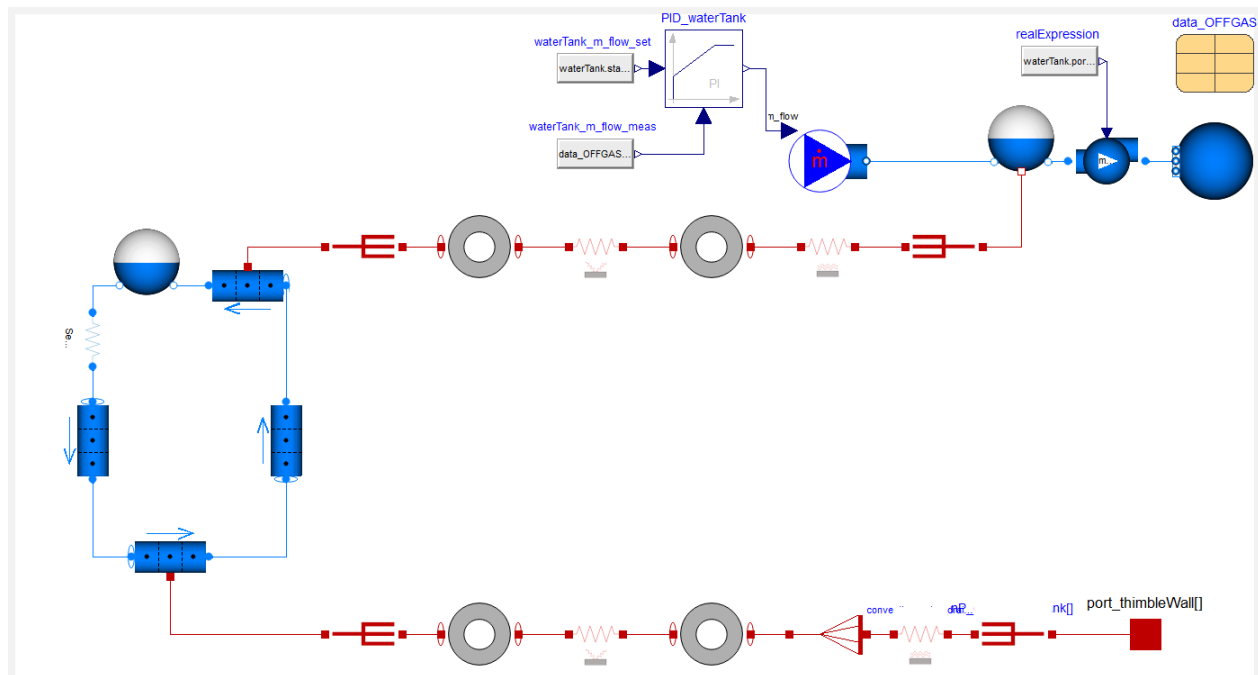 PID_waterTank
data_OFFGAS
waterTank_m_flow_set
realExpression
waterTank.sta...
waterTank.por...
PI
waterTank_m_flow_meas
m_flow
data_OFFGAS...
ṁ
m...
Se...
conve
nk[]
port_thimbleWall[]